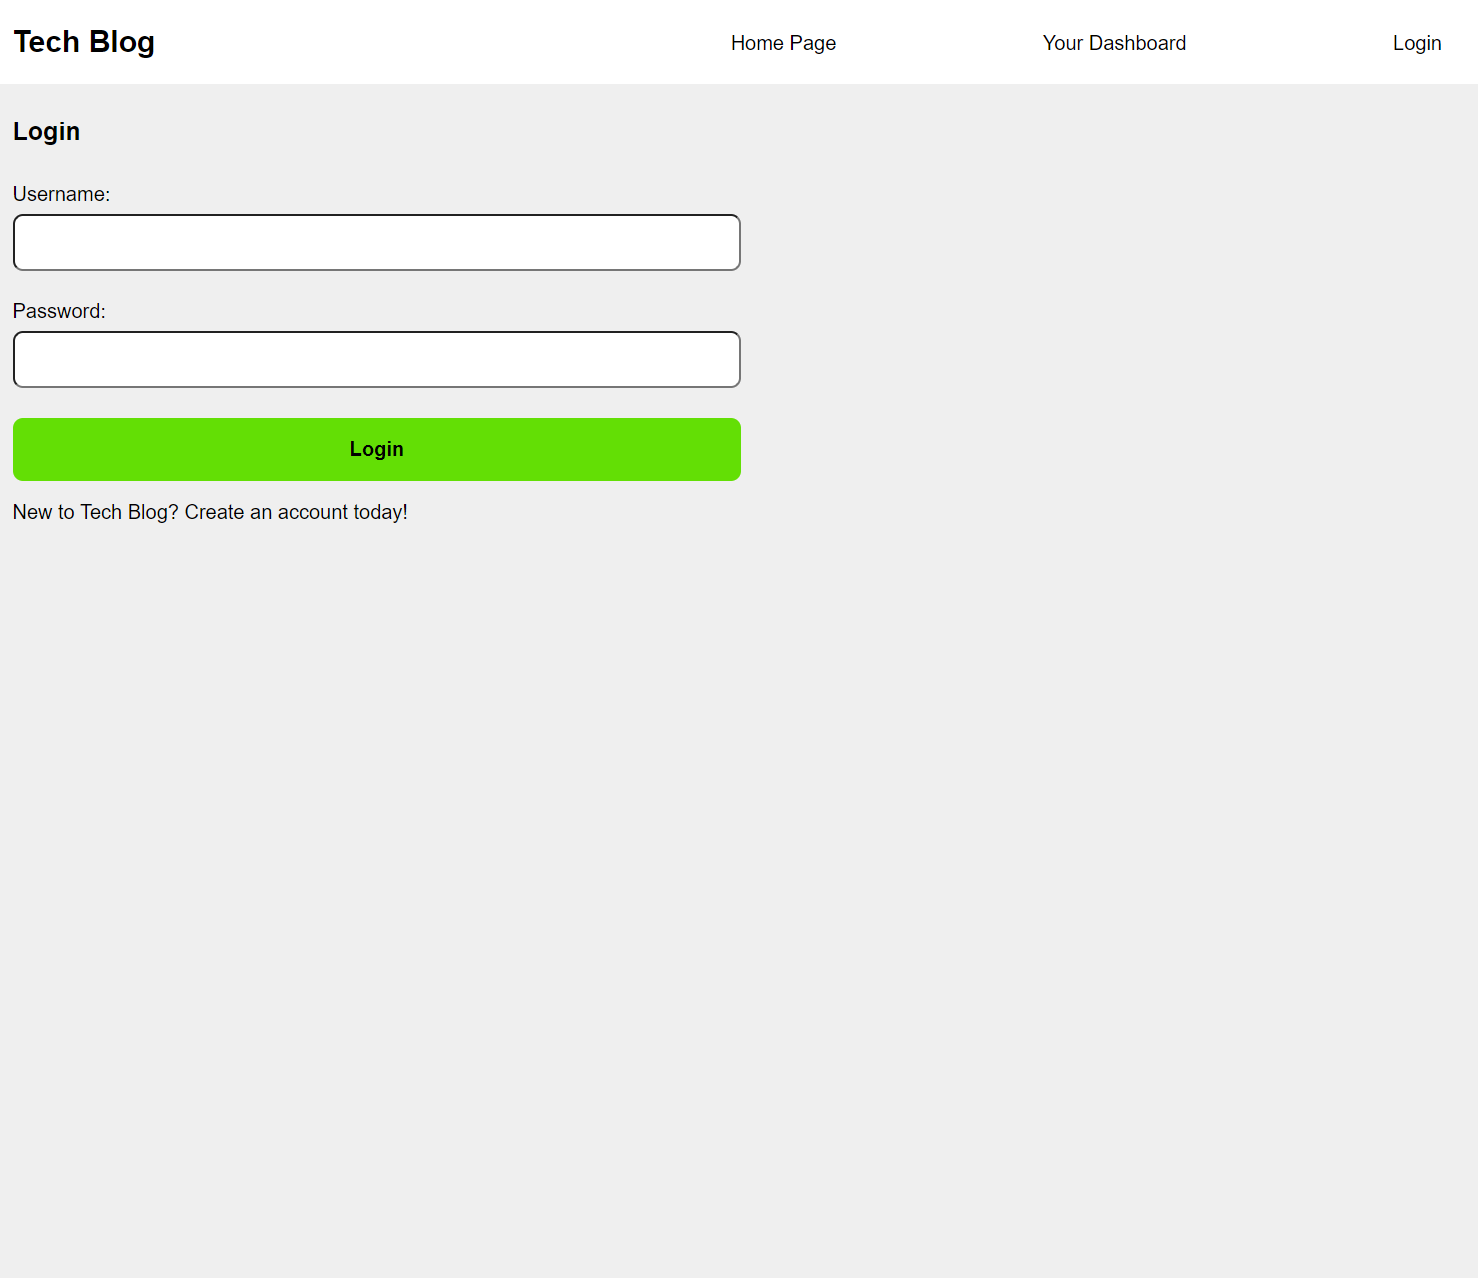 Tech Blog
Home Page
Your Dashboard
Login
Login
Username:
Password:
Login
New to Tech Blog? Create an account today!